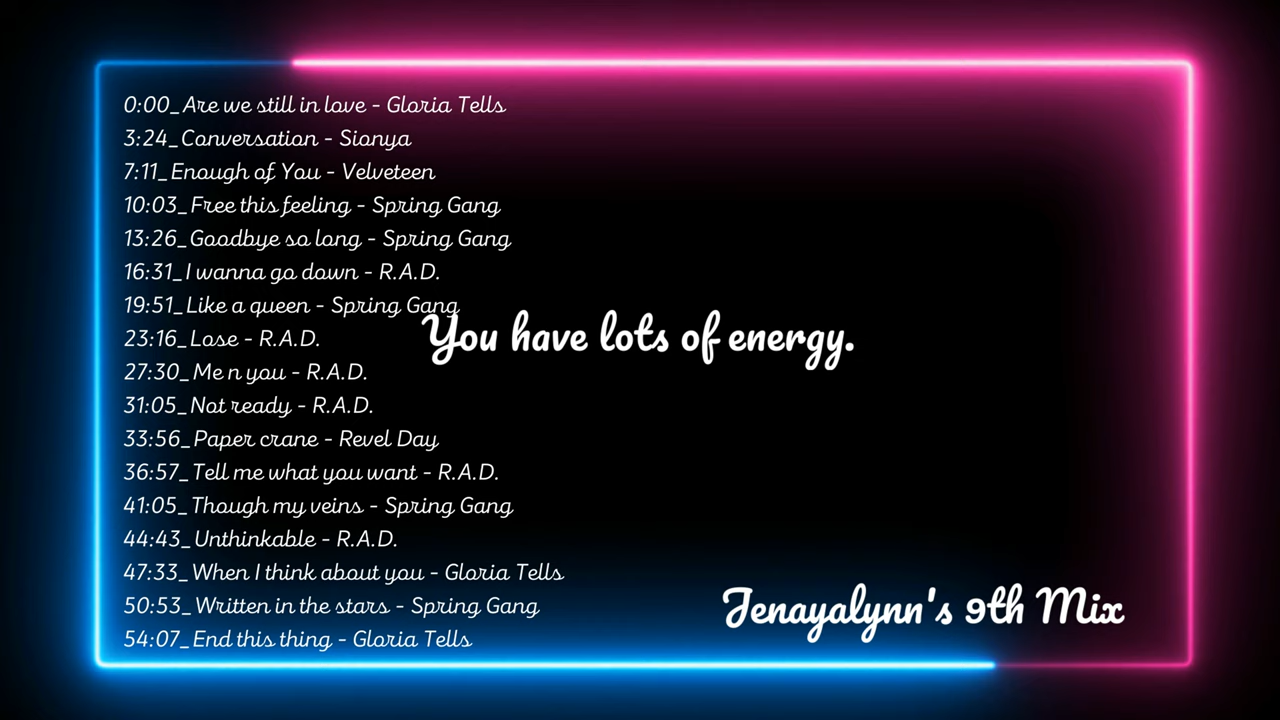 0:00_Are we still in love - Gloria Tells
3:24_Conversation - Sionya
7:11_Enough of You - Velveteen
10:03_Free this feeling - Spring Gang
13:26_Goodbye so long - Spring Gang
16:31_I wanna go down - R.A.D.
19:51_Like a queen - Spring Gang
23:16_Lose - R.A.D.
You have lots of energy.
27:30_Me n you - R.A.D.
31:05_Not ready - R.A.D.
33:56_Paper crane - Revel Day
36:57_Tell me what you want - R.A.D.
41:05_Though my veins - Spring Gang
44:43_Unthinkable - R.A.D.
47:33_When I think about you - Gloria Tells
50:53_Written in the stars - Spring Gang
54:07_End this thing - Gloria Tells
Jenayalynn's 9th Mix